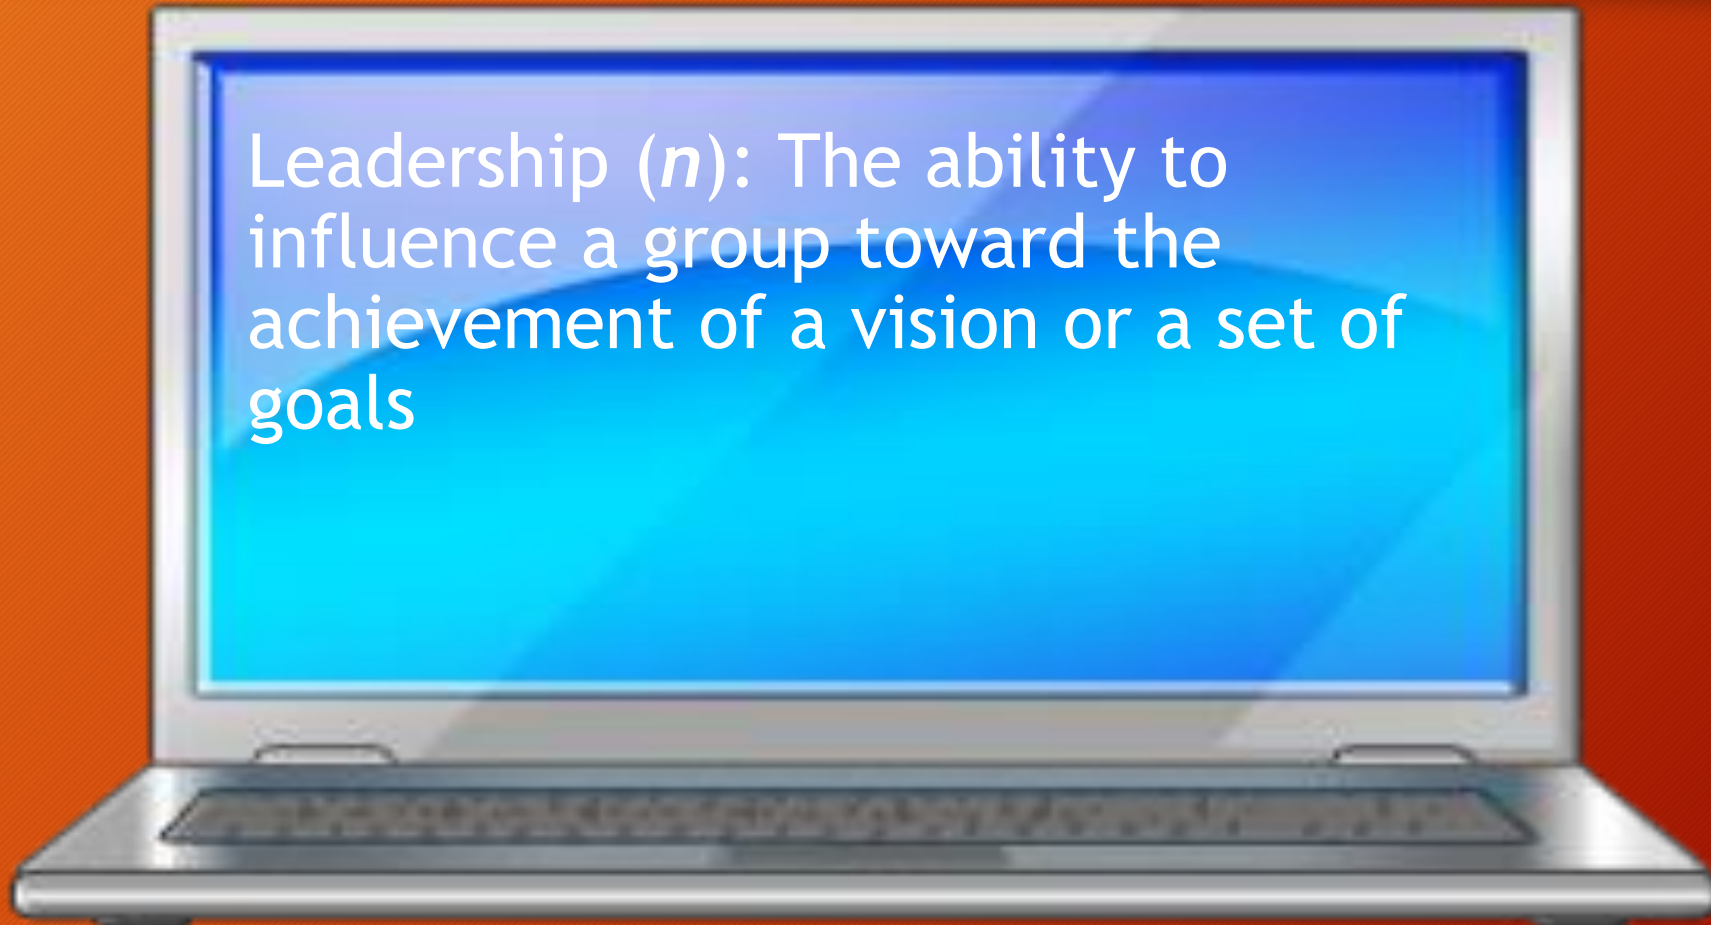 Leadership (n): The ability to
influence a group toward the
achievement of a vision or a set of
goals